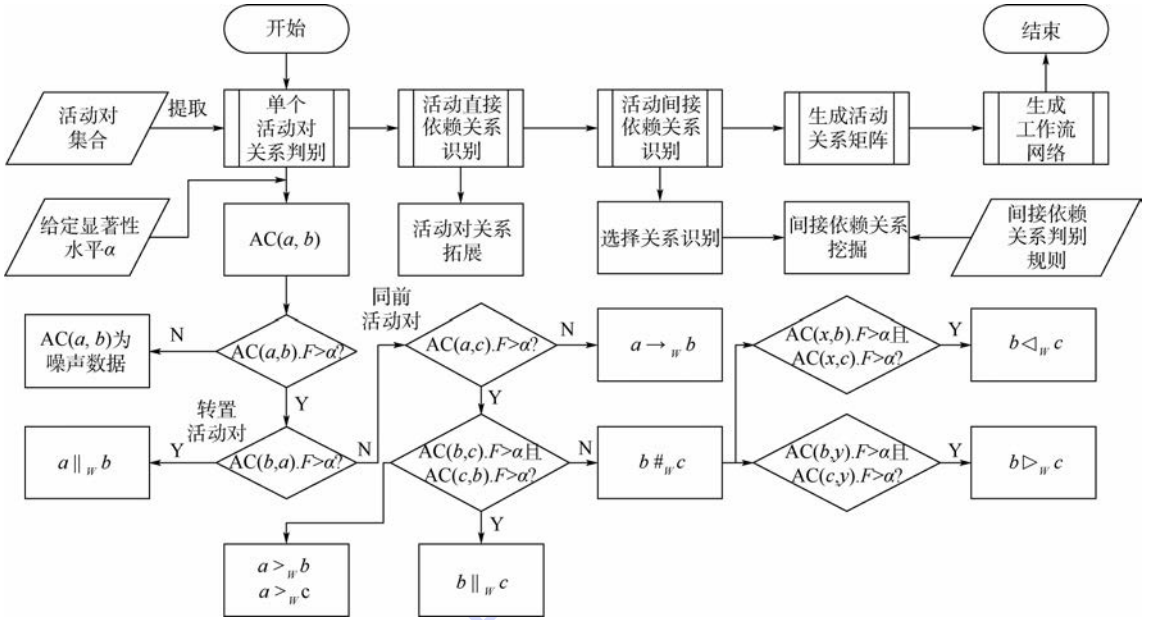 开始
结束
活动对
集合
提取
单个
活动对
关系判别
活动直接
依赖关系
识别
活动间接
依赖关系
识别
生成活动
关系矩阵
生成
工作流
网络
给定显著性
水平α
AC(a, b)
活动对关系
拓展
选择关系识别
间接依赖关系
挖掘
间接依赖
关系判别
规则
AC(a, b)为
噪声数据
N
AC(a,b).F>α?
Y
同前
活动对
AC(a,c).F>α?
N
Y
a→W b
AC(x,b).F>α且
AC(x,c).F>α?
Y
b◁W c
a∥W b
Y
转置
活动对
AC(b,a).F>α?
N
AC(b,c).F>α且
AC(c,b).F>α?
N
Y
b #W c
AC(b,y).F>α且
AC(c,y).F>α?
Y
b▷W c
a >W b
a >W c
b∥W c